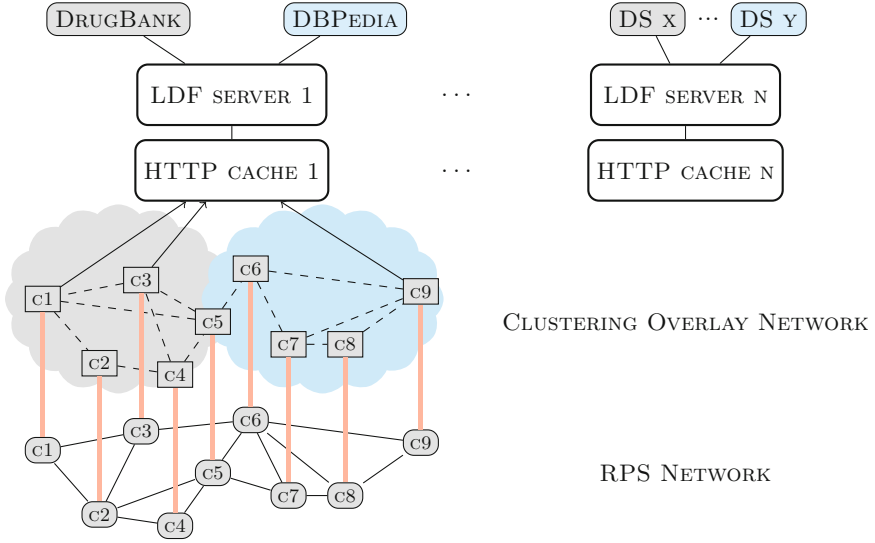 DrugBank DBPedia DS x ... DS y
LDF server 1 ... LDF server n
HTTP cache 1 ... HTTP cache n
c6
c3
c9
c1
c5
c7 c8
c2
c4
Clustering Overlay Network
c6
c3
c9
c1
c5
RPS Network
c7 c8
c2
c4